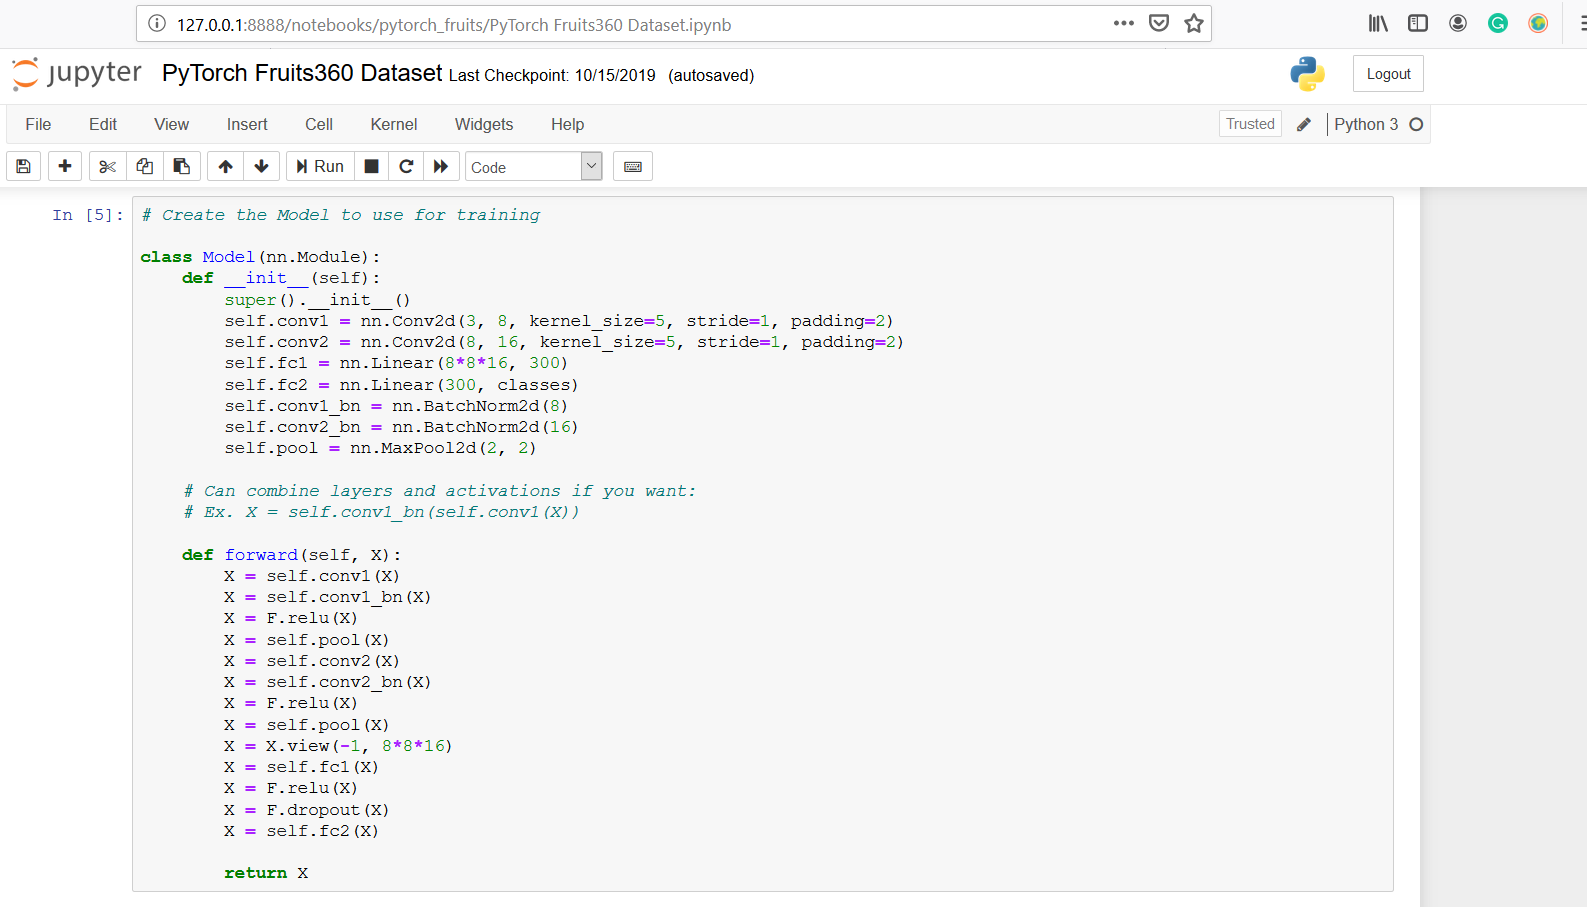 127.0.0.1:8888/notebooks/pytorch_fruits/PyTorch Fruits360 Dataset.ipynb
jupyter PyTorch Fruits360 Dataset Last Checkpoint: 10/15/2019 (autosaved)
Logout
File Edit View Insert Cell Kernel Widgets Help
Trusted Python 3
Run Code
In [5]: # Create the Model to use for training
class Model(nn.Module):
    def __init__(self):
        super().__init__()
        self.conv1 = nn.Conv2d(3, 8, kernel_size=5, stride=1, padding=2)
        self.conv2 = nn.Conv2d(8, 16, kernel_size=5, stride=1, padding=2)
        self.fc1 = nn.Linear(8*8*16, 300)
        self.fc2 = nn.Linear(300, classes)
        self.conv1_bn = nn.BatchNorm2d(8)
        self.conv2_bn = nn.BatchNorm2d(16)
        self.pool = nn.MaxPool2d(2, 2)
    # Can combine layers and activations if you want:
    # Ex. X = self.conv1_bn(self.conv1(X))
    def forward(self, X):
        X = self.conv1(X)
        X = self.conv1_bn(X)
        X = F.relu(X)
        X = self.pool(X)
        X = self.conv2(X)
        X = self.conv2_bn(X)
        X = F.relu(X)
        X = self.pool(X)
        X = X.view(-1, 8*8*16)
        X = self.fc1(X)
        X = F.relu(X)
        X = F.dropout(X)
        X = self.fc2(X)
        return X